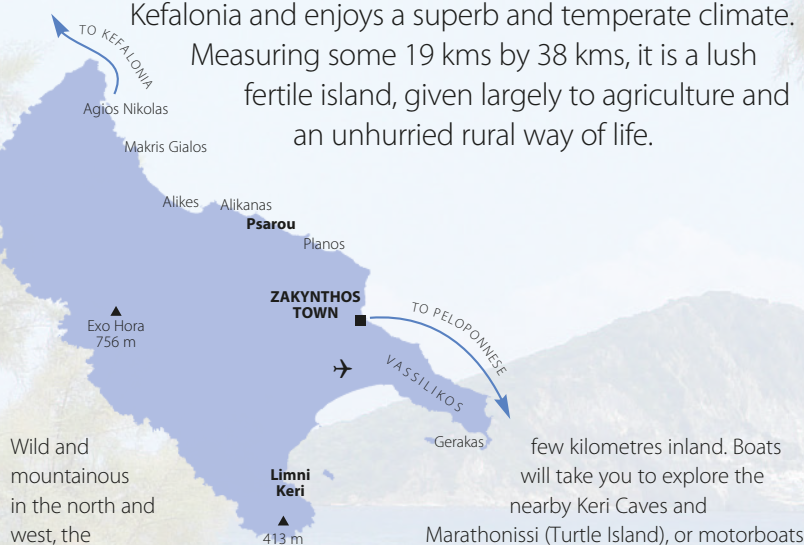 Kefalonia and enjoys a superb and temperate climate.
Measuring some 19 kms by 38 kms, it is a lush
fertile island, given largely to agriculture and
an unhurried rural way of life.
TO KEFALONIA
Agios Nikolas
Makris Gialos
Alikes
Alikanas
Psarou
Planos
ZAKYNTHOS
TOWN
TO PELOPONNESE
Exo Hora
756 m
VASSILIKOS
Gerakas
Limni
Keri
413 m
Wild and
mountainous
in the north and
west, the
few kilometres inland. Boats
will take you to explore the
nearby Keri Caves and
Marathonissi (Turtle Island), or motorboats